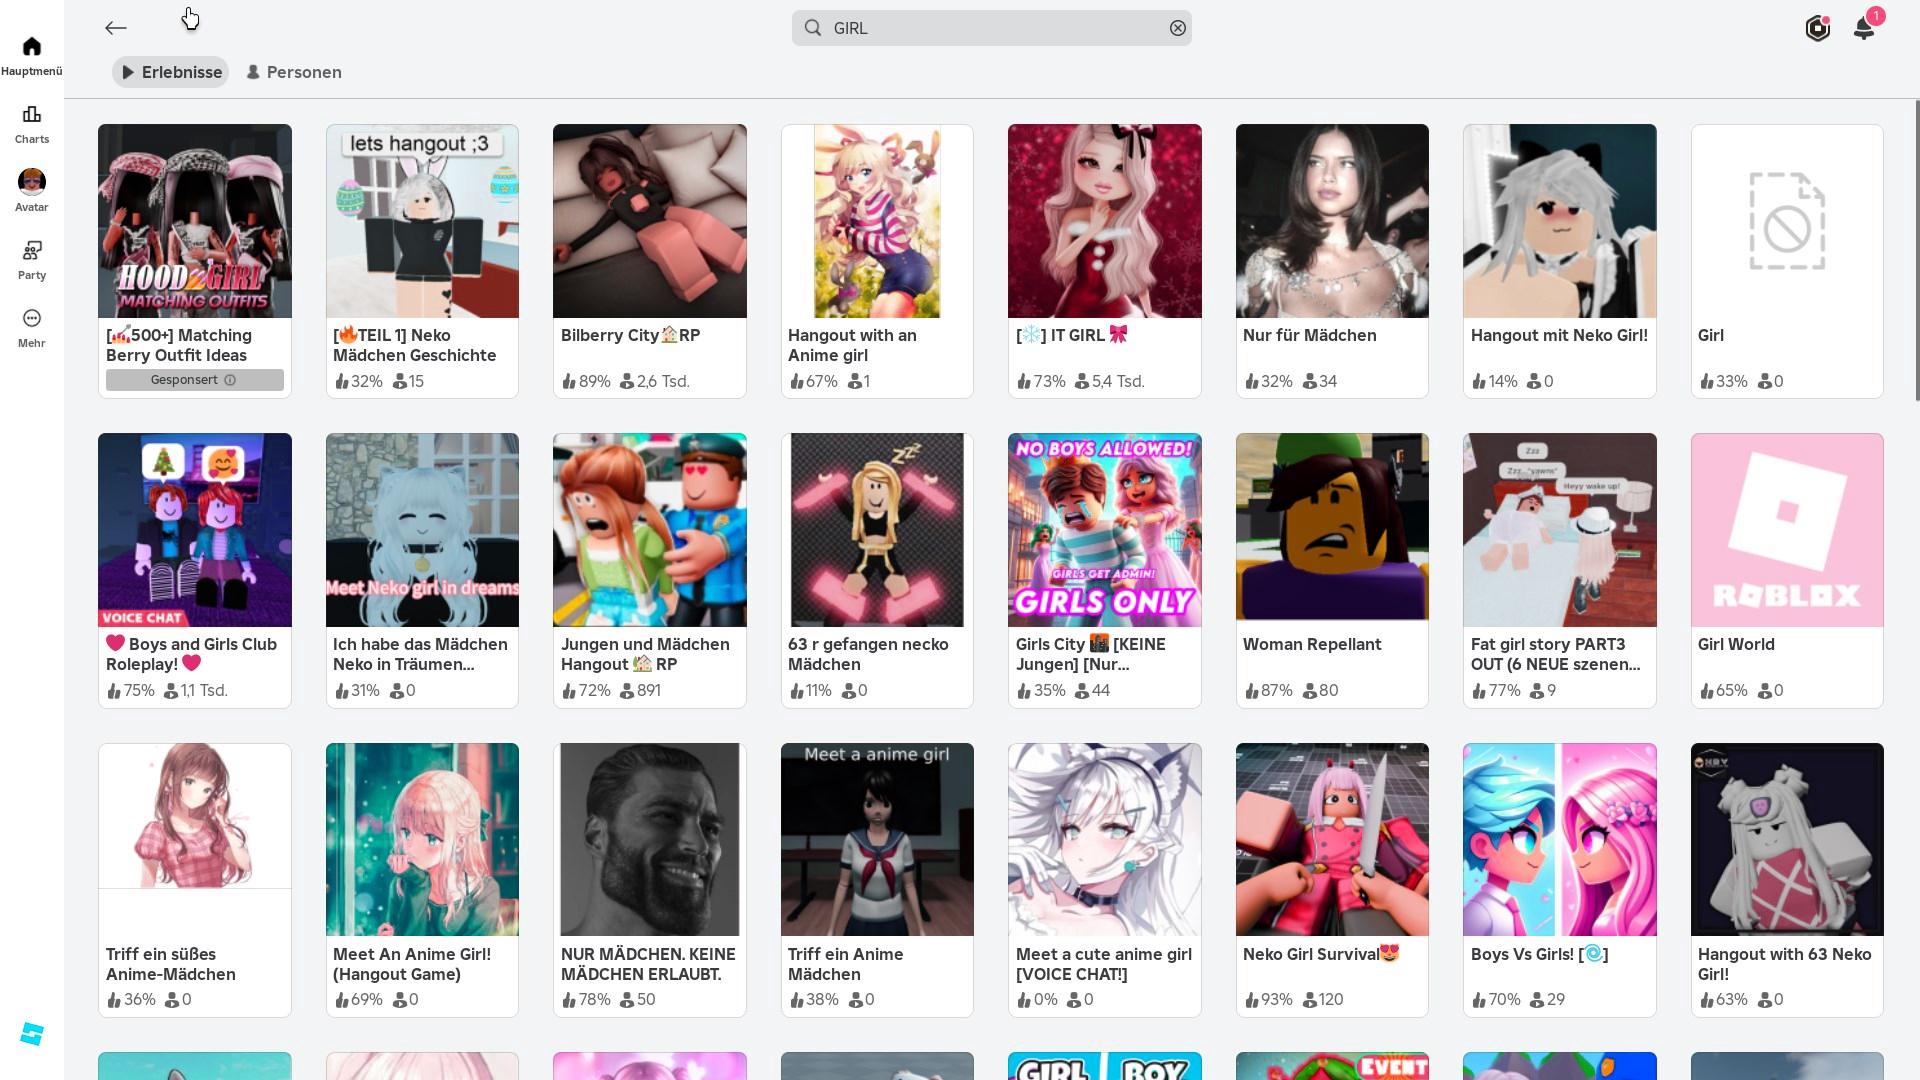 GIRL
1
Hauptmenü
Erlebnisse
Personen
Charts
Avatar
Party
Mehr
HOOD GIRL
MATCHING OUTFITS
[500+] Matching
Berry Outfit Ideas
Gesponsert
lets hangout ;3
[🔥TEIL 1] Neko
Mädchen Geschichte
32% 15
Bilberry City🏠RP
89% 2,6 Tsd.
Hangout with an
Anime girl
67% 1
[❄️] IT GIRL 🎀
73% 5,4 Tsd.
Nur für Mädchen
32% 34
Hangout mit Neko Girl!
14% 0
Girl
33% 0
VOICE CHAT
❤️ Boys and Girls Club
Roleplay! ❤️
75% 1,1 Tsd.
Meet Neko girl in dreams
Ich habe das Mädchen
Neko in Träumen...
31% 0
Jungen und Mädchen
Hangout 🏡 RP
72% 891
zzz
63 r gefangen necko
Mädchen
11% 0
NO BOYS ALLOWED!
GIRLS GET ADMIN!
GIRLS ONLY
Girls City 🌇 [KEINE
Jungen] [Nur...
35% 44
Woman Repellant
87% 80
Zzz
Zzz.. *yawns*
Heyy wake up!
Fat girl story PART3
OUT (6 NEUE szenen...
77% 9
ROBLOX
Girl World
65% 0
Triff ein süßes
Anime-Mädchen
36% 0
Meet An Anime Girl!
(Hangout Game)
69% 0
NUR MÄDCHEN. KEINE
MÄDCHEN ERLAUBT.
78% 50
Meet a anime girl
Triff ein Anime
Mädchen
38% 0
Meet a cute anime girl
[VOICE CHAT!]
0% 0
Neko Girl Survival😻
93% 120
Boys Vs Girls! [🌀]
70% 29
Hangout with 63 Neko
Girl!
63% 0
GIRL BOY
EVENT